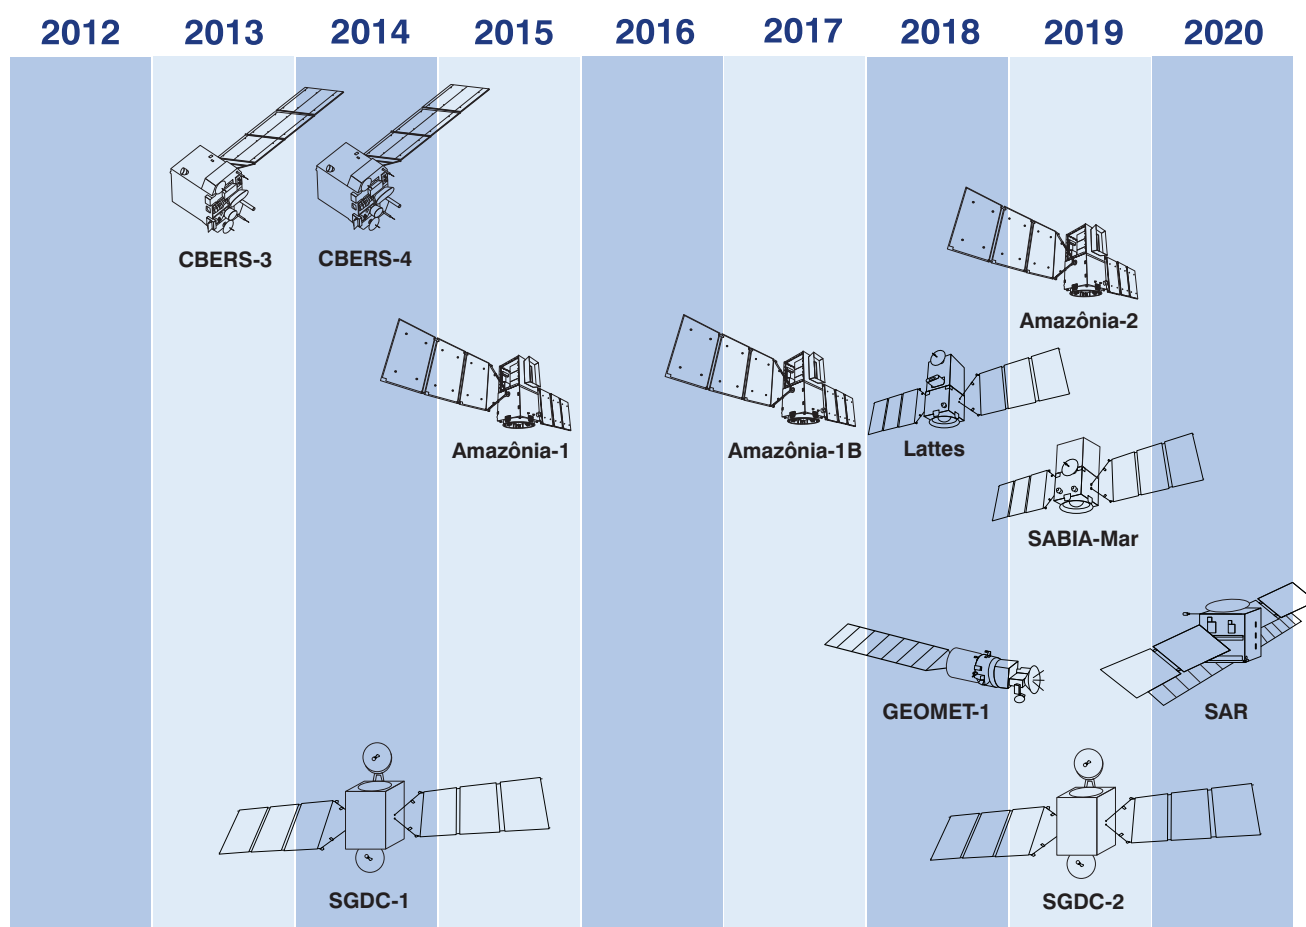 2012 2013 2014 2015 2016 2017 2018 2019 2020
CBERS-3 CBERS-4
Amazônia-2
Amazônia-1 Amazônia-1B Lattes
SABIA-Mar
GEOMET-1 SAR
SGDC-1 SGDC-2